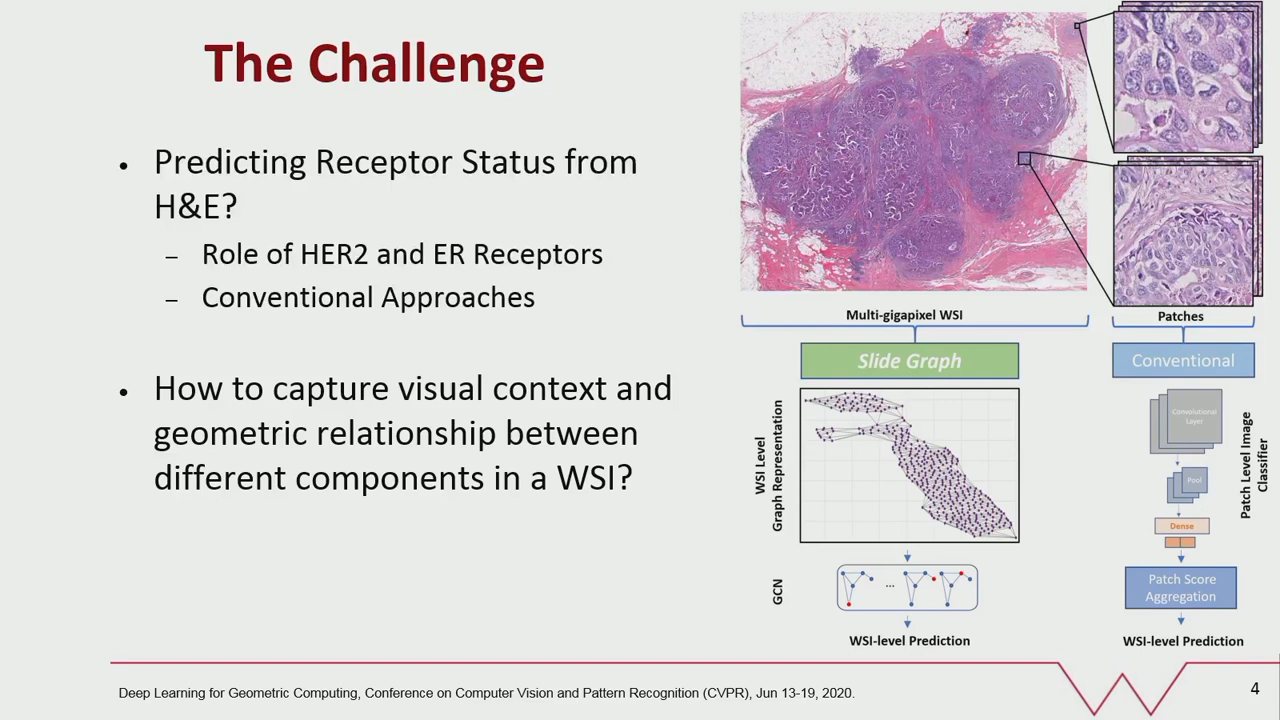 The Challenge
• Predicting Receptor Status from
H&E?
– Role of HER2 and ER Receptors
– Conventional Approaches
• How to capture visual context and
geometric relationship between
different components in a WSI?
Multi-gigapixel WSI
Patches
Slide Graph
Conventional
WSI Level
Graph Representation
Convolutional
Layer
Pool
Dense
Patch Level Image
Classifier
GCN
...
Patch Score
Aggregation
WSI-level Prediction
WSI-level Prediction
Deep Learning for Geometric Computing, Conference on Computer Vision and Pattern Recognition (CVPR), Jun 13-19, 2020.
4